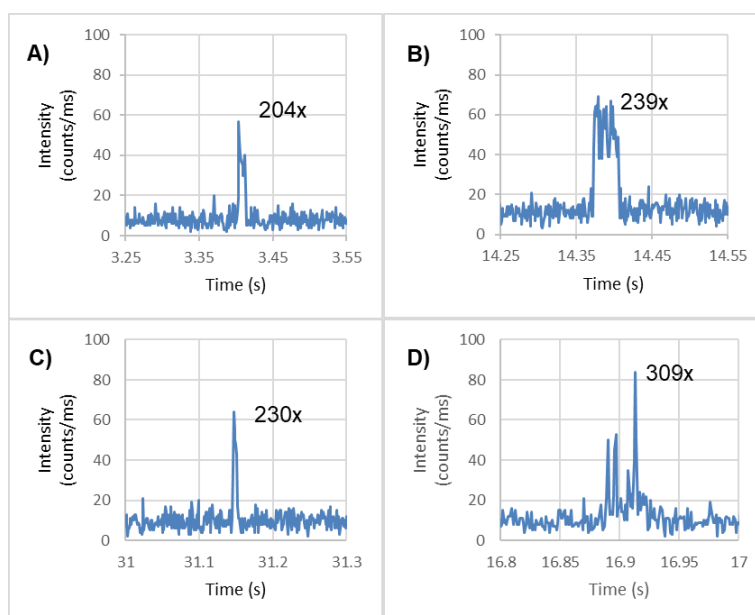 A)
204x
Intensity
(counts/ms)
100
80
60
40
20
0
3.25
3.35
3.45
3.55
Time (s)
B)
239x
Intensity
(counts/ms)
100
80
60
40
20
0
14.25
14.35
14.45
14.55
Time (s)
C)
230x
Intensity
(counts/ms)
100
80
60
40
20
0
31
31.1
31.2
31.3
Time (s)
D)
309x
Intensity
(counts/ms)
100
80
60
40
20
0
16.8
16.85
16.9
16.95
17
Time (s)